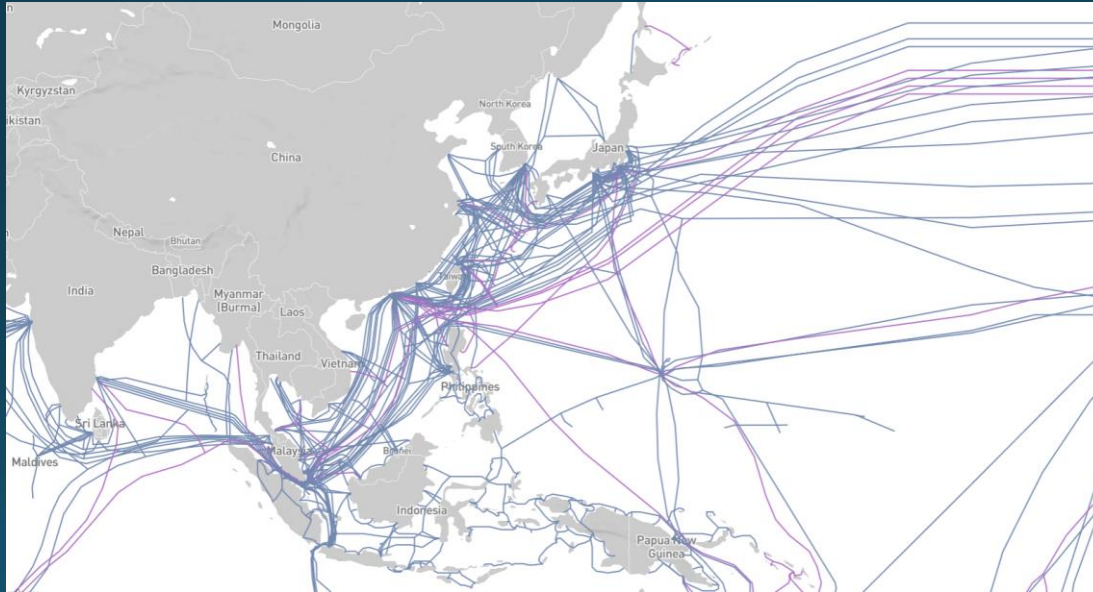 n
Mongolia
Kyrgyzstan
ikistan
North Korea
South Korea
Japan
China
Nepal
Bhutan
Bangladesh
India
Myanmar
(Burma)
Laos
Taiwan
Thailand
Vietnam
Philippines
Sri Lanka
Maldives
Malaysia
Brunei
Indonesia
Papua New
Guinea